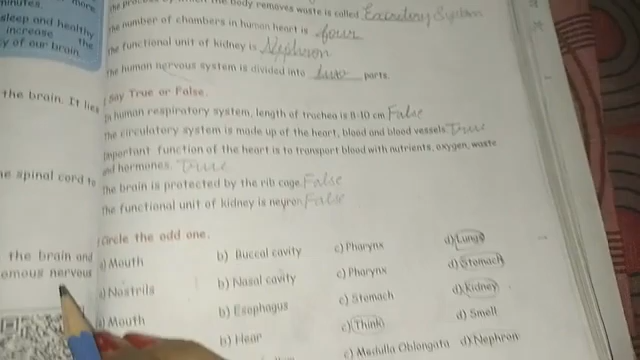 minutes.
sleep and healthy
increase the
of our brain.
the brain. It lies
e spinal cord to
the brain and
omous nervous
the body removes waste is called Excretory System
the number of chambers in human heart is four
the functional unit of kidney is Nephron
The human nervous system is divided into two parts.
Say True or False.
In human respiratory system, length of trachea is 8-10 cm False
The circulatory system is made up of the heart, blood and blood vessels. True
Important function of the heart is to transport blood with nutrients, oxygen, waste
and hormones. True
The brain is protected by the rib cage. False
The functional unit of kidney is neuron. False
Circle the odd one.
a) Mouth b) Buccal cavity c) Pharynx d) Lungs
a) Nostrils b) Nasal cavity c) Pharynx d) Stomach
a) Mouth b) Esophagus c) Stomach d) Kidney
b) Hear c) Think d) Smell
c) Medulla Oblongata d) Nephron